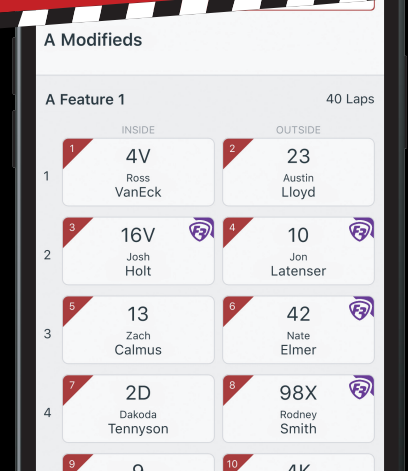 A Modifieds
A Feature 1 40 Laps
INSIDE OUTSIDE
1
1 4V Ross VanEck
2 23 Austin Lloyd
2
3 16V Josh Holt
4 10 Jon Latenser
3
5 13 Zach Calmus
6 42 Nate Elmer
4
7 2D Dakoda Tennyson
8 98X Rodney Smith
9 9
10 4K